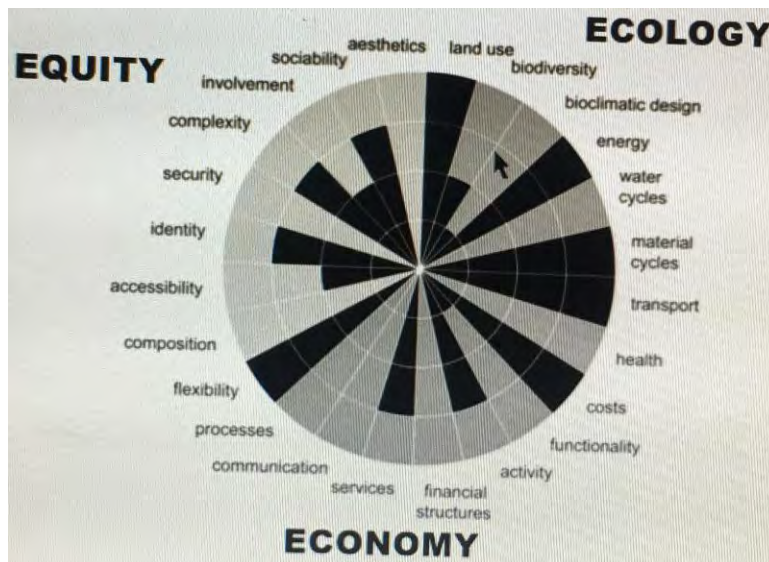 ECOLOGY
EQUITY
aesthetics
land use
sociability
biodiversity
involvement
bioclimatic design
complexity
energy
security
water
cycles
identity
material
cycles
accessibility
transport
composition
health
flexibility
costs
processes
functionality
communication
activity
services
financial
structures
ECONOMY